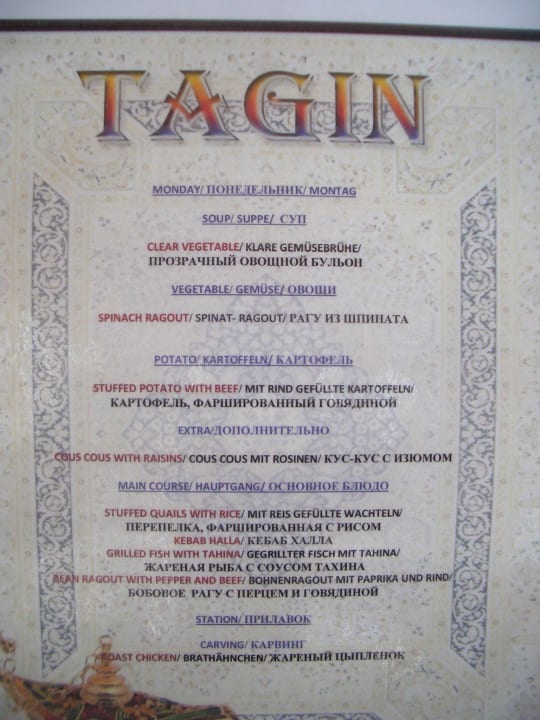 TAGIN
MONDAY/ ПОНЕДЕЛЬНИК/ MONTAG
SOUP/ SUPPE/ СУП
CLEAR VEGETABLE/ KLARE GEMÜSEBRÜHE/
ПРОЗРАЧНЫЙ ОВОЩНОЙ БУЛЬОН
VEGETABLE/ GEMÜSE/ ОВОЩИ
SPINACH RAGOUT/ SPINAT- RAGOUT/ РАГУ ИЗ ШПИНАТА
POTATO/ KARTOFFELN/ КАРТОФЕЛЬ
STUFFED POTATO WITH BEEF/ MIT RIND GEFÜLLTE KARTOFFELN/
КАРТОФЕЛЬ, ФАРШИРОВАННЫЙ ГОВЯДИНОЙ
EXTRA/ДОПОЛНИТЕЛЬНО
COUS COUS WITH RAISINS/ COUS COUS MIT ROSINEN/ КУС-КУС С ИЗЮМОМ
MAIN COURSE/ HAUPTGANG/ ОСНОВНОЕ БЛЮДО
STUFFED QUAILS WITH RICE/ MIT REIS GEFÜLLTE WACHTELN/
ПЕРЕПЕЛКА, ФАРШИРОВАННАЯ С РИСОМ
KEBAB HALLA/ КЕБАБ ХАЛЛА
GRILLED FISH WITH TAHINA/ GEGRILLTER FISCH MIT TAHINA/
ЖАРЕНАЯ РЫБА С СОУСОМ ТАХИНА
BEAN RAGOUT WITH PEPPER AND BEEF/ BOHNENRAGOUT MIT PAPRIKA UND RIND/
БОБОВОЕ РАГУ С ПЕРЦЕМ И ГОВЯДИНОЙ
STATION/ ПРИЛАВОК
CARVING/ КАРВИНГ
ROAST CHICKEN/ BRATHÄHNCHEN/ ЖАРЕНЫЙ ЦЫПЛЕНОК